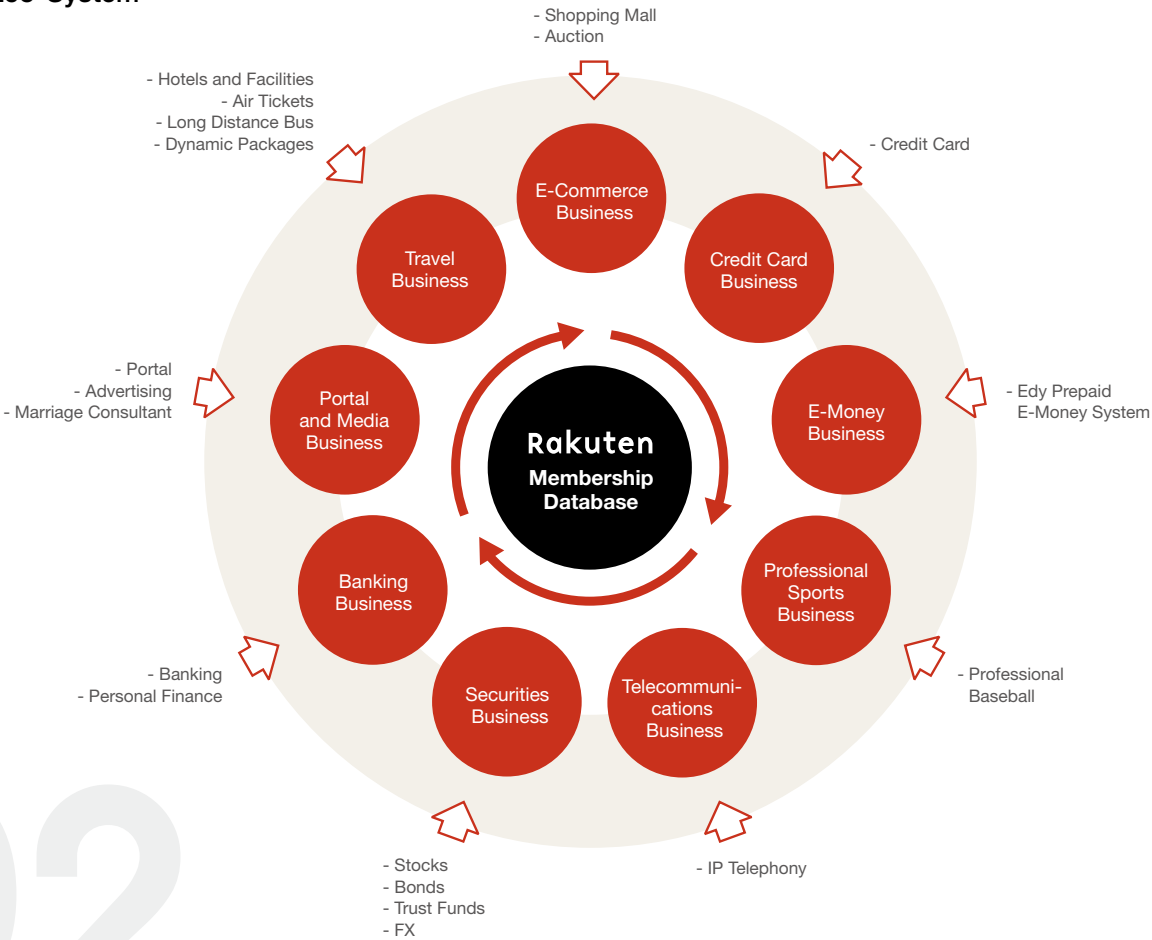 - Shopping Mall
- Auction
- Hotels and Facilities
- Air Tickets
- Long Distance Bus
- Dynamic Packages
- Credit Card
E-Commerce
Business
Travel
Business
Credit Card
Business
- Portal
- Advertising
- Marriage Consultant
Portal
and Media
Business
Rakuten
Membership
Database
E-Money
Business
- Edy Prepaid
E-Money System
Banking
Business
Professional
Sports
Business
- Banking
- Personal Finance
Securities
Business
Telecommuni-
cations
Business
- Professional
Baseball
- Stocks
- Bonds
- Trust Funds
- FX
- IP Telephony
2